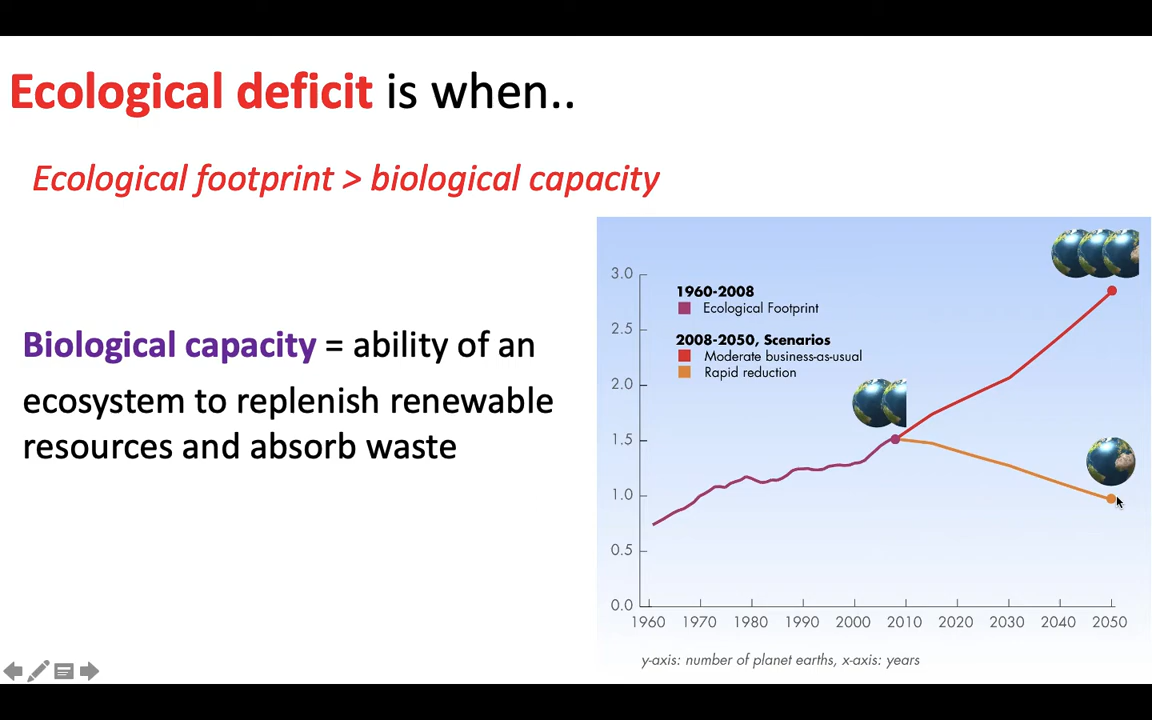 Ecological deficit is when..
Ecological footprint > biological capacity
Biological capacity = ability of an
ecosystem to replenish renewable
resources and absorb waste
3.0
2.5
2.0
1.5
1.0
0.5
0.0
1960-2008
Ecological Footprint
2008-2050, Scenarios
Moderate business-as-usual
Rapid reduction
1960 1970 1980 1990 2000 2010 2020 2030 2040 2050
y-axis: number of planet earths, x-axis: years